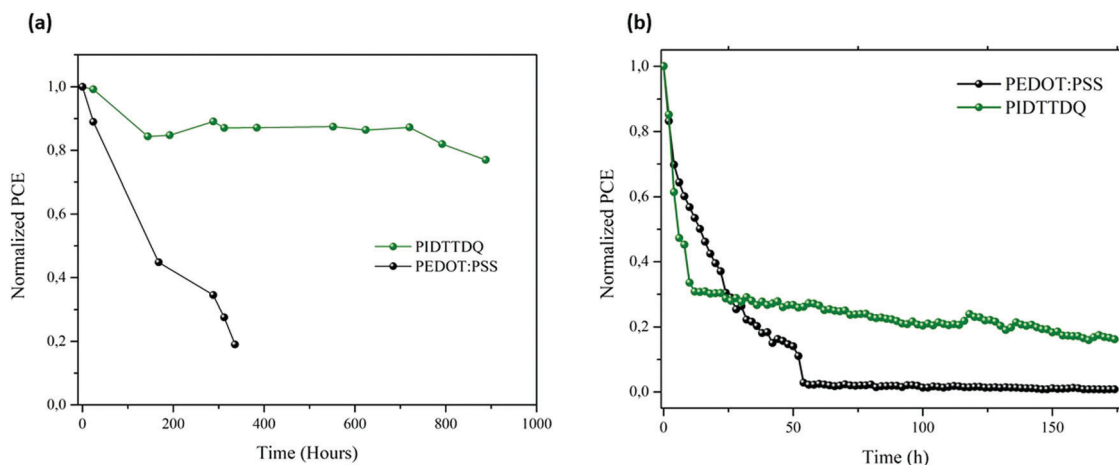 (a)
1,0
0,8
0,6
0,4
0,2
0,0
Normalized PCE
PIDTTDQ
PEDOT:PSS
0 200 400 600 800 1000
Time (Hours)
(b)
1,0
0,8
0,6
0,4
0,2
0,0
Normalized PCE
PEDOT:PSS
PIDTTDQ
0 50 100 150
Time (h)